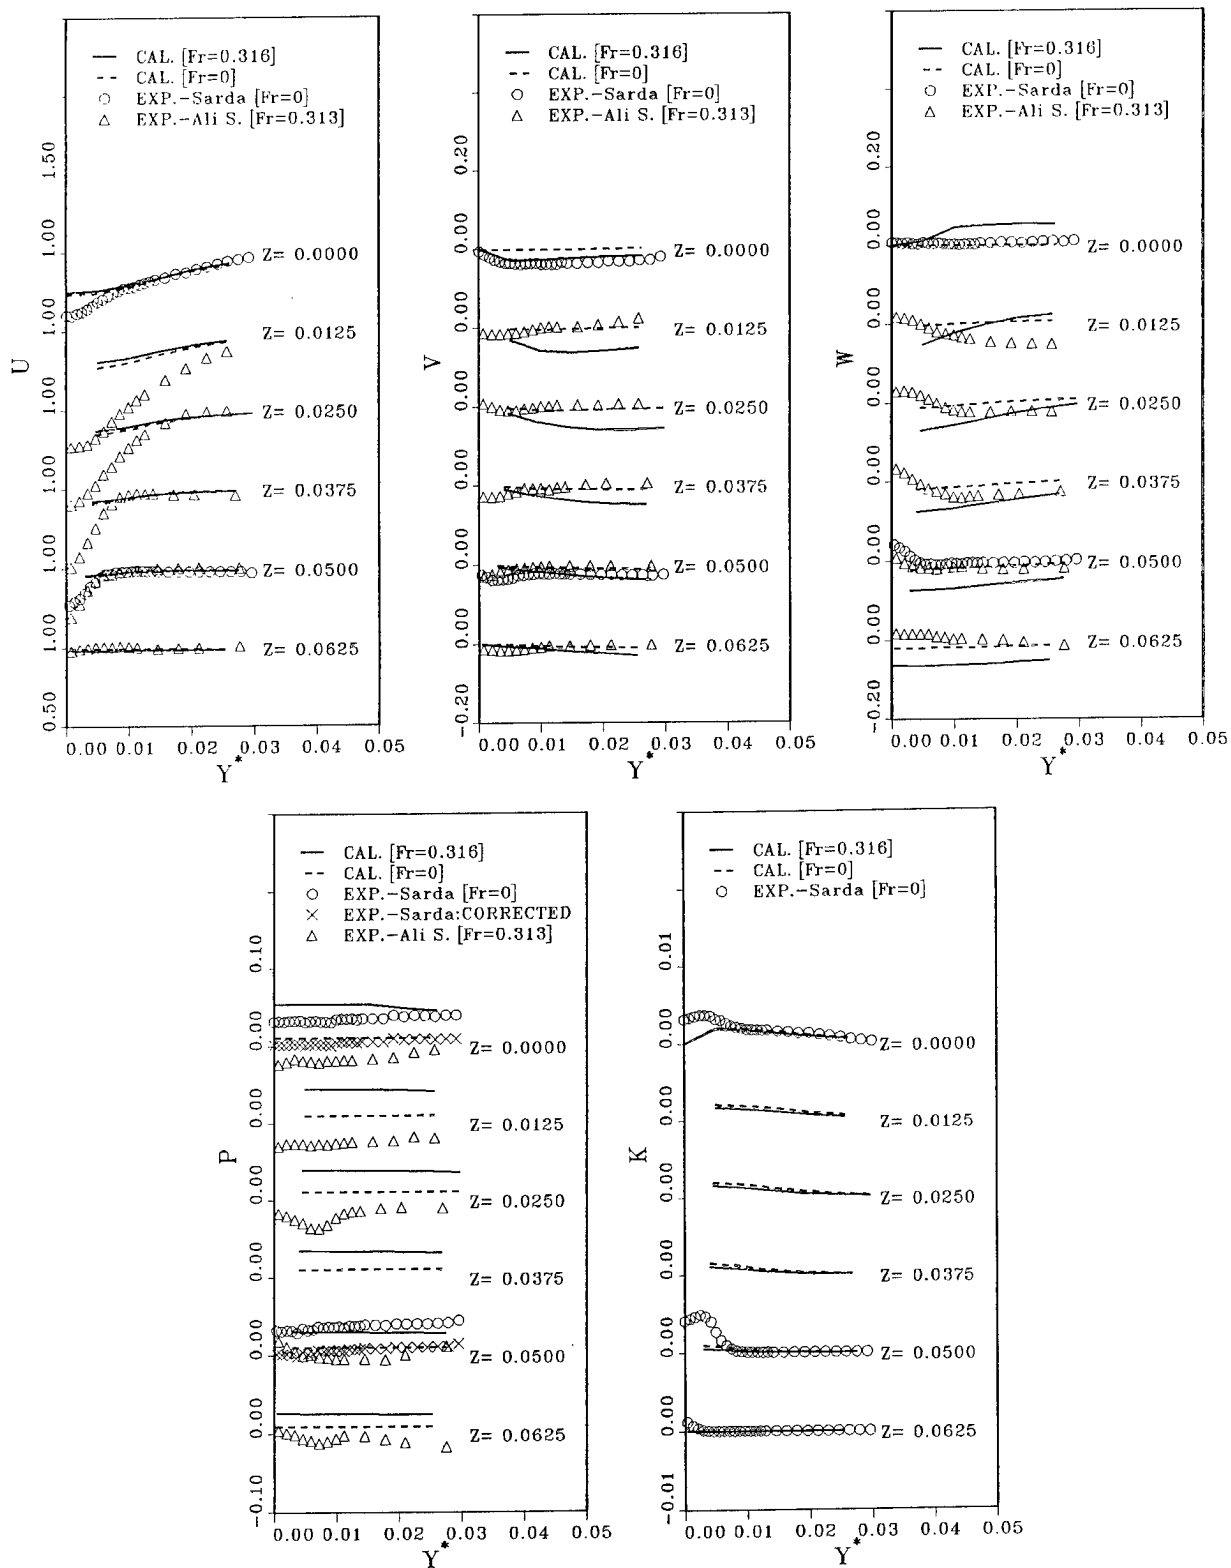 CAL. [Fr=0.316]
CAL. [Fr=0]
EXP.-Sarda [Fr=0]
EXP.-Ali S. [Fr=0.313]
1.50
1.00
1.00
1.00
1.00
1.00
1.00
0.50
U
Z= 0.0000
Z= 0.0125
Z= 0.0250
Z= 0.0375
Z= 0.0500
Z= 0.0625
0.00 0.01 0.02 0.03 0.04 0.05
Y*
CAL. [Fr=0.316]
CAL. [Fr=0]
EXP.-Sarda [Fr=0]
EXP.-Ali S. [Fr=0.313]
0.20
0.00
0.00
0.00
0.00
0.00
0.00
-0.20
V
Z= 0.0000
Z= 0.0125
Z= 0.0250
Z= 0.0375
Z= 0.0500
Z= 0.0625
0.00 0.01 0.02 0.03 0.04 0.05
Y*
CAL. [Fr=0.316]
CAL. [Fr=0]
EXP.-Sarda [Fr=0]
EXP.-Ali S. [Fr=0.313]
0.20
0.00
0.00
0.00
0.00
0.00
0.00
-0.20
W
Z= 0.0000
Z= 0.0125
Z= 0.0250
Z= 0.0375
Z= 0.0500
Z= 0.0625
0.00 0.01 0.02 0.03 0.04 0.05
Y*
CAL. [Fr=0.316]
CAL. [Fr=0]
EXP.-Sarda [Fr=0]
EXP.-Sarda:CORRECTED
EXP.-Ali S. [Fr=0.313]
0.10
0.00
0.00
0.00
0.00
0.00
0.00
-0.10
P
Z= 0.0000
Z= 0.0125
Z= 0.0250
Z= 0.0375
Z= 0.0500
Z= 0.0625
0.00 0.01 0.02 0.03 0.04 0.05
Y*
CAL. [Fr=0.316]
CAL. [Fr=0]
EXP.-Sarda [Fr=0]
0.01
0.00
0.00
0.00
0.00
0.00
0.00
-0.01
K
Z= 0.0000
Z= 0.0125
Z= 0.0250
Z= 0.0375
Z= 0.0500
Z= 0.0625
0.00 0.01 0.02 0.03 0.04 0.05
Y*